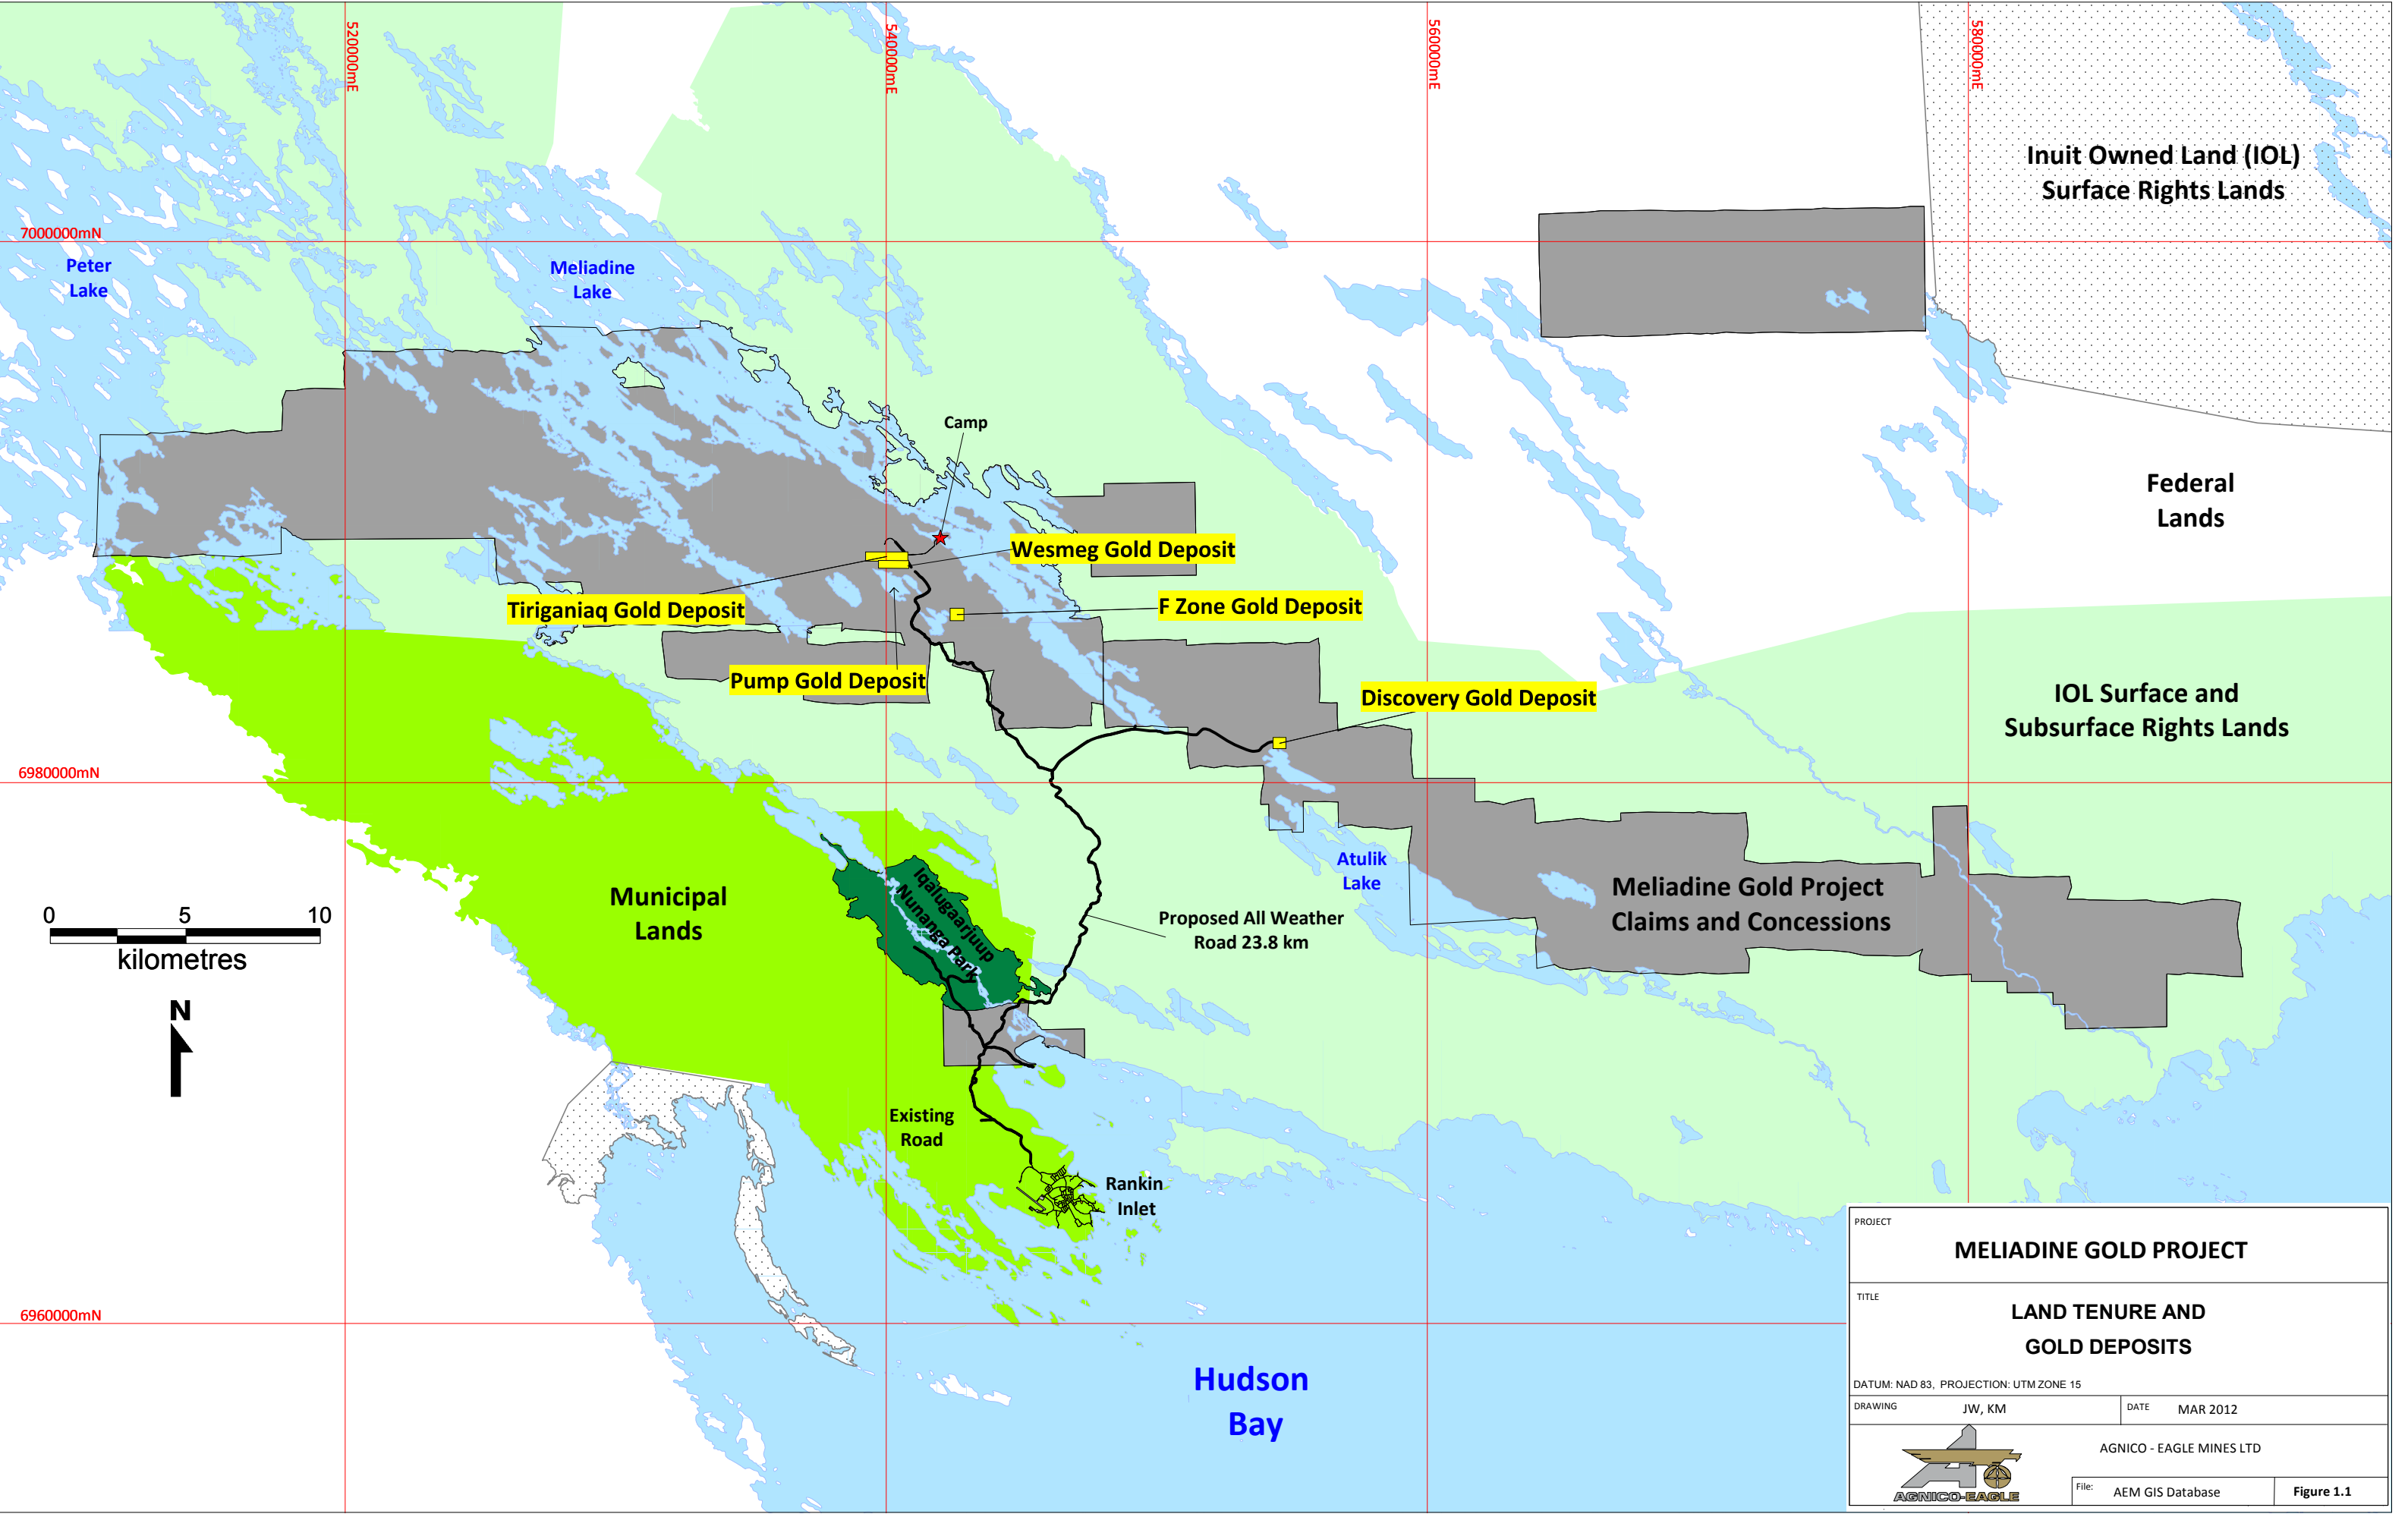 520000mE
540000mE
560000mE
580000mE
Inuit Owned Land (IOL)
Surface Rights Lands
7000000mN
Peter
Lake
Meliadine
Lake
Camp
Federal
Lands
Wesmeg Gold Deposit
Tiriganiaq Gold Deposit
F Zone Gold Deposit
Pump Gold Deposit
Discovery Gold Deposit
IOL Surface and
Subsurface Rights Lands
6980000mN
Atulik
Lake
Meliadine Gold Project
Claims and Concessions
Municipal
Lands
Iqalugaarjuup
Nunanga Park
Proposed All Weather
Road 23.8 km
0 5 10
kilometres
N
Existing
Road
Rankin
Inlet
6960000mN
Hudson
Bay
PROJECT
MELIADINE GOLD PROJECT
TITLE
LAND TENURE AND
GOLD DEPOSITS
DATUM: NAD 83, PROJECTION: UTM ZONE 15
DRAWING JW, KM DATE MAR 2012
AGNICO - EAGLE MINES LTD
AGNICO-EAGLE
File: AEM GIS Database Figure 1.1